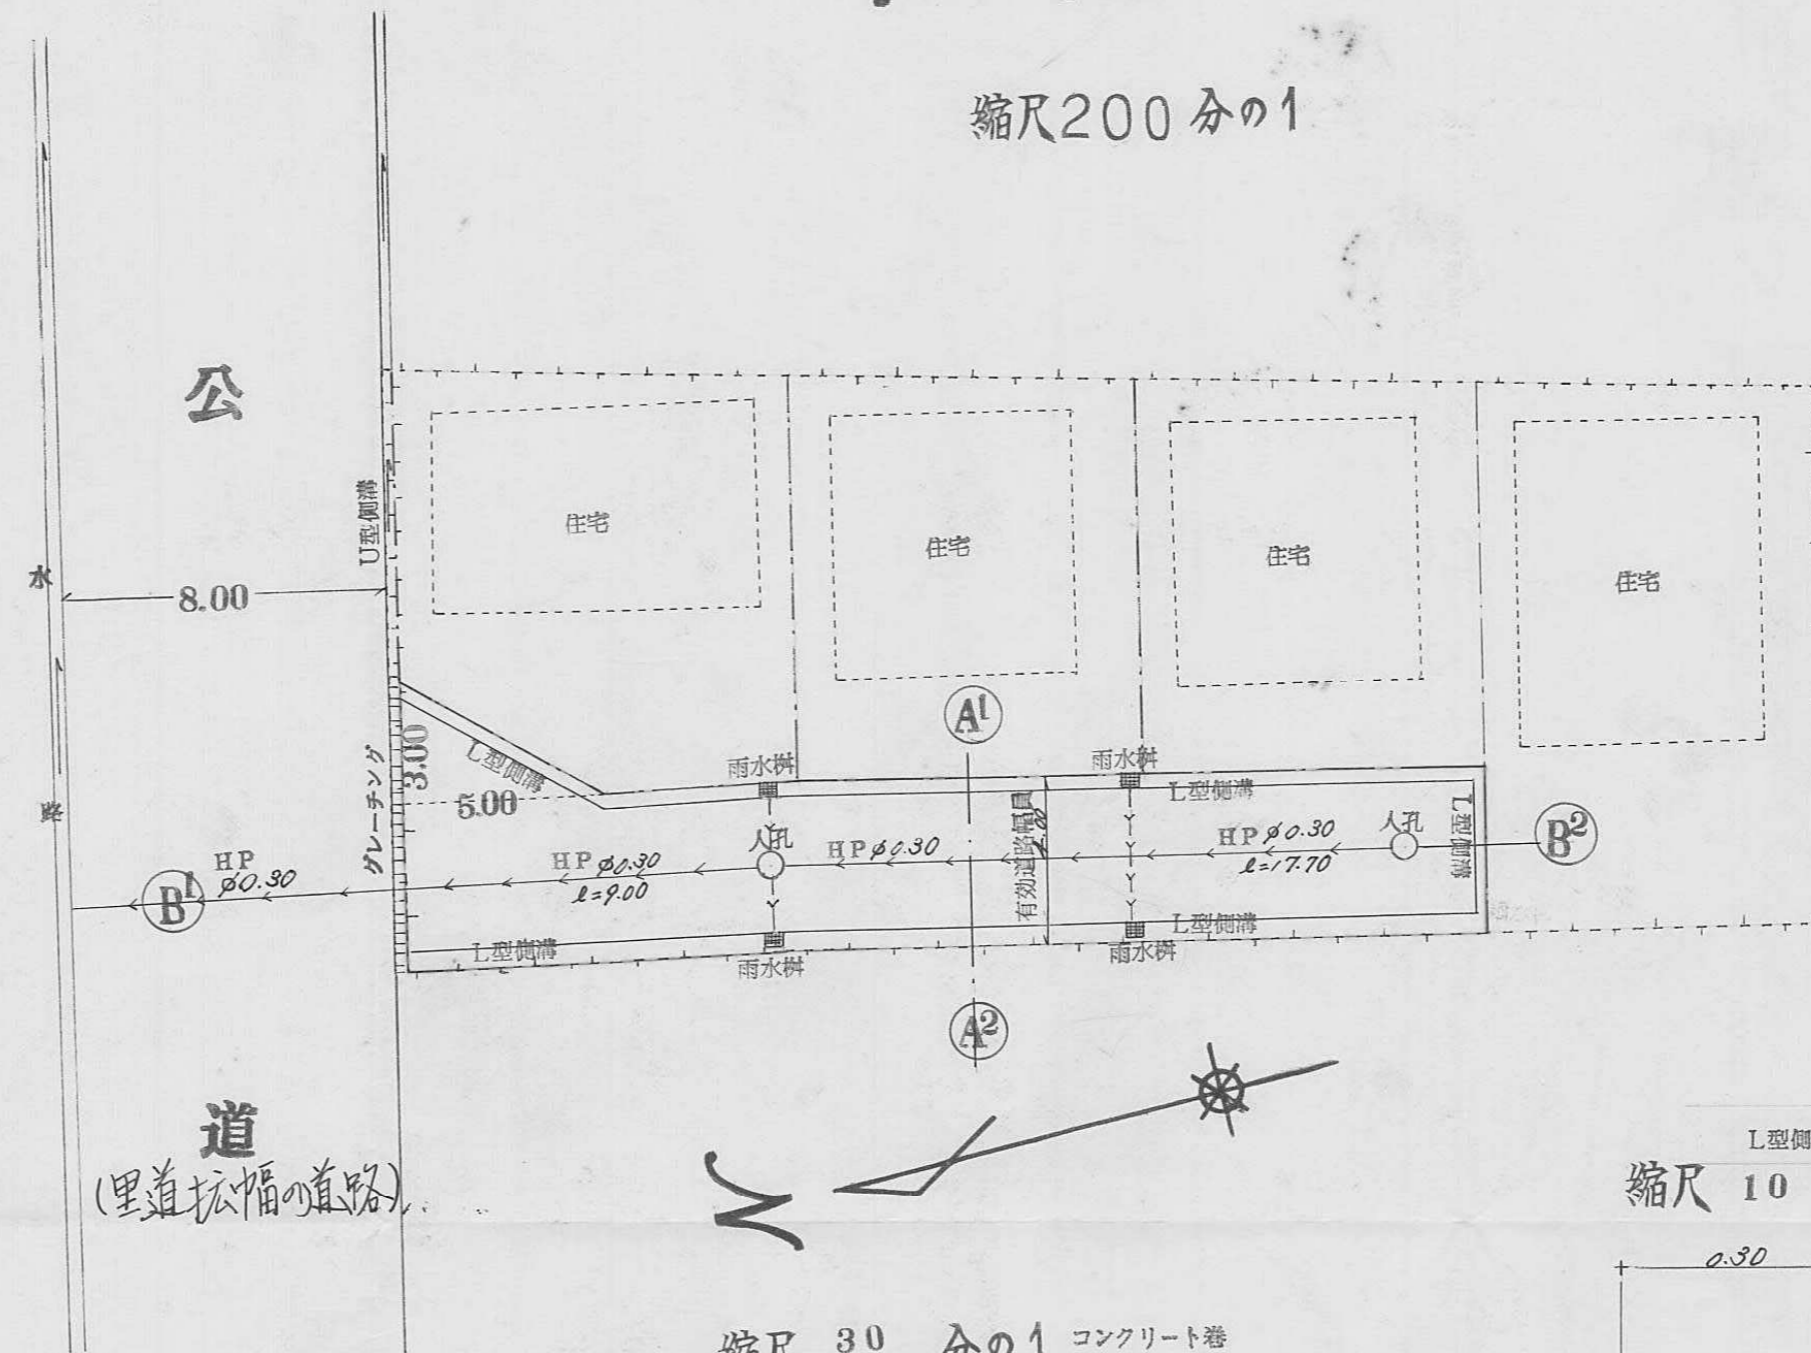 縮尺200分の1
公
U型側溝
水
8.00
住宅
住宅
住宅
住宅
A1
3.00
L型側溝
5.00
グレーチング
雨水桝
雨水桝
L型側溝
有効道路幅員
人孔
人孔
L型側溝
B2
路
HP
φ0.30
B1
HP φ0.30
l=9.00
HP φ0.30
HP φ0.30
l=17.70
L型側溝
L型側溝
雨水桝
雨水桝
A2
道
(里道拡幅の道路)
N
L型側
縮尺 10
0.30
縮尺 30 分の1 コンクリート巻